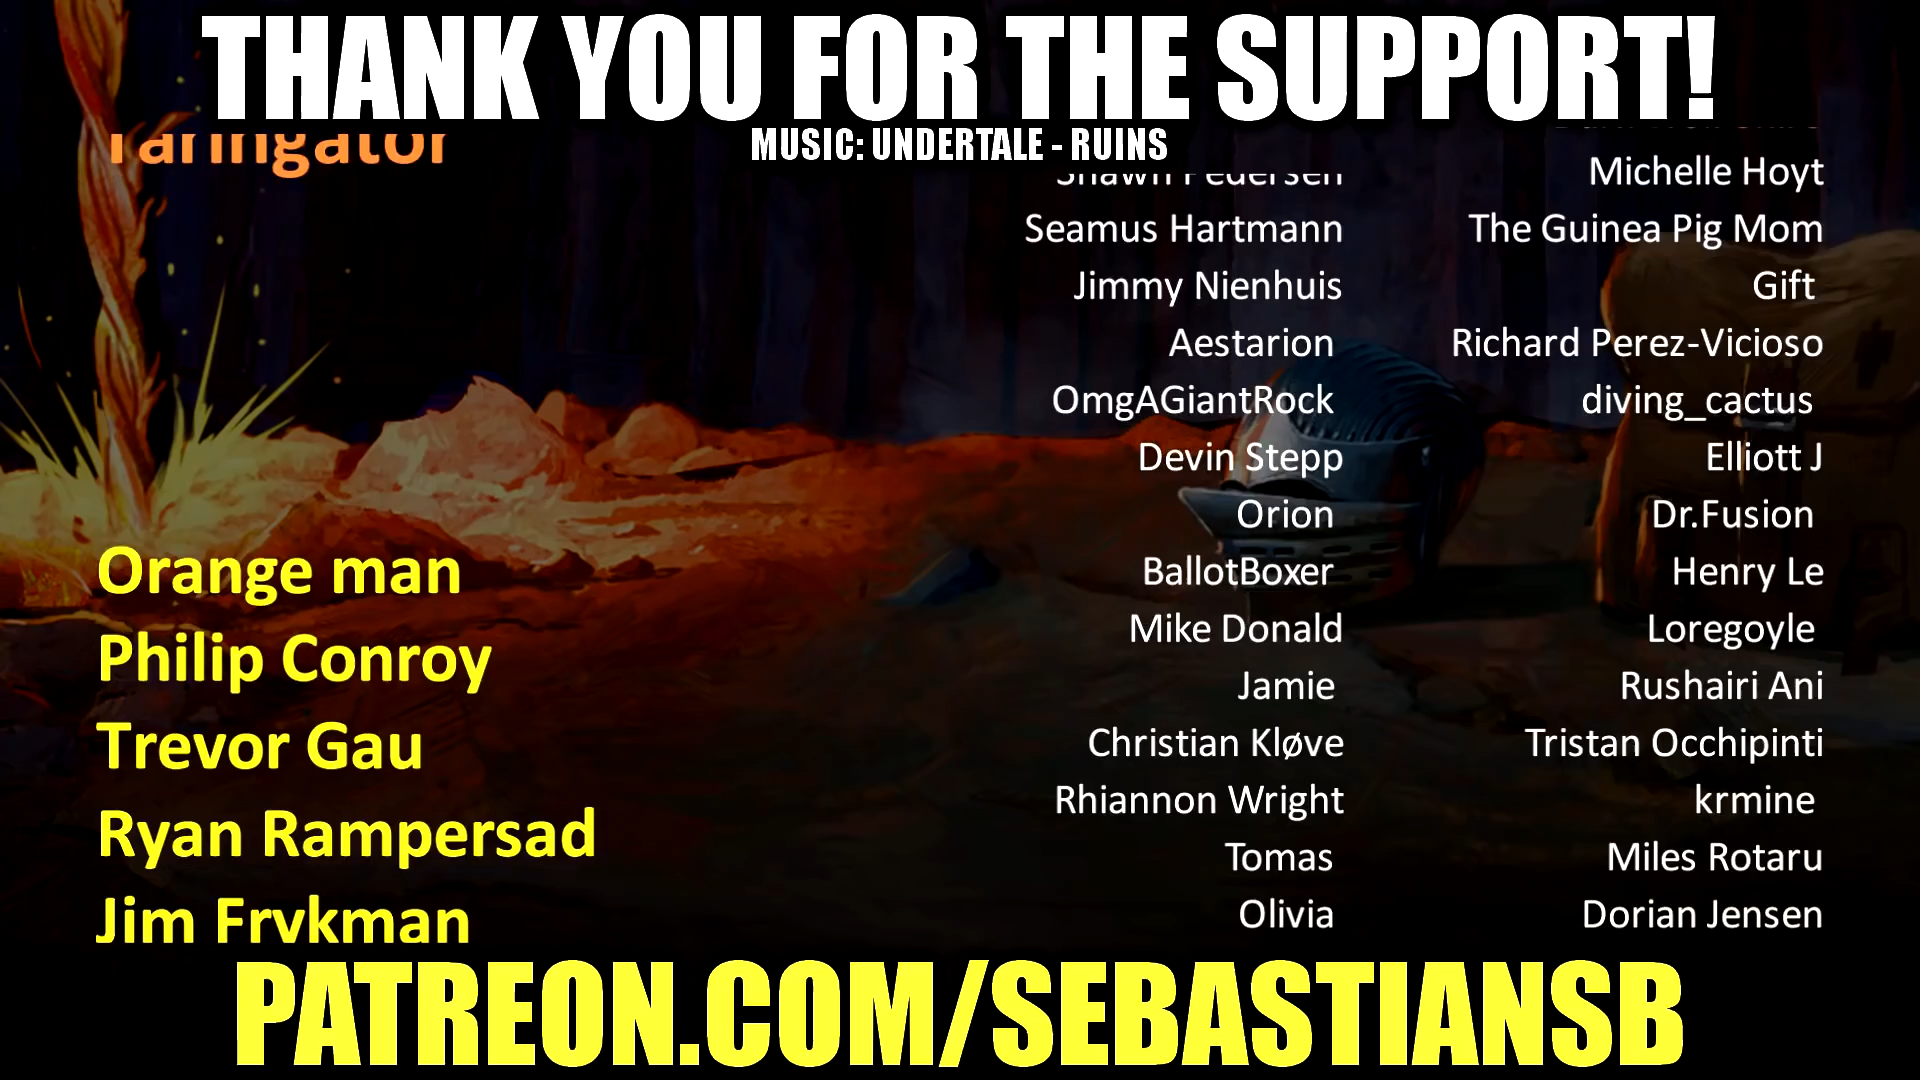 THANK YOU FOR THE SUPPORT!
MUSIC: UNDERTALE - RUINS
Orange man
Philip Conroy
Trevor Gau
Ryan Rampersad
Jim Frykman
Shawn Pedersen
Seamus Hartmann
Jimmy Nienhuis
Aestarion
OmgAGiantRock
Devin Stepp
Orion
BallotBoxer
Mike Donald
Jamie
Christian Kløve
Rhiannon Wright
Tomas
Olivia
Michelle Hoyt
The Guinea Pig Mom
Gift
Richard Perez-Vicioso
diving_cactus
Elliott J
Dr.Fusion
Henry Le
Loregoyle
Rushairi Ani
Tristan Occhipinti
krmine
Miles Rotaru
Dorian Jensen
PATREON.COM/SEBASTIANSB